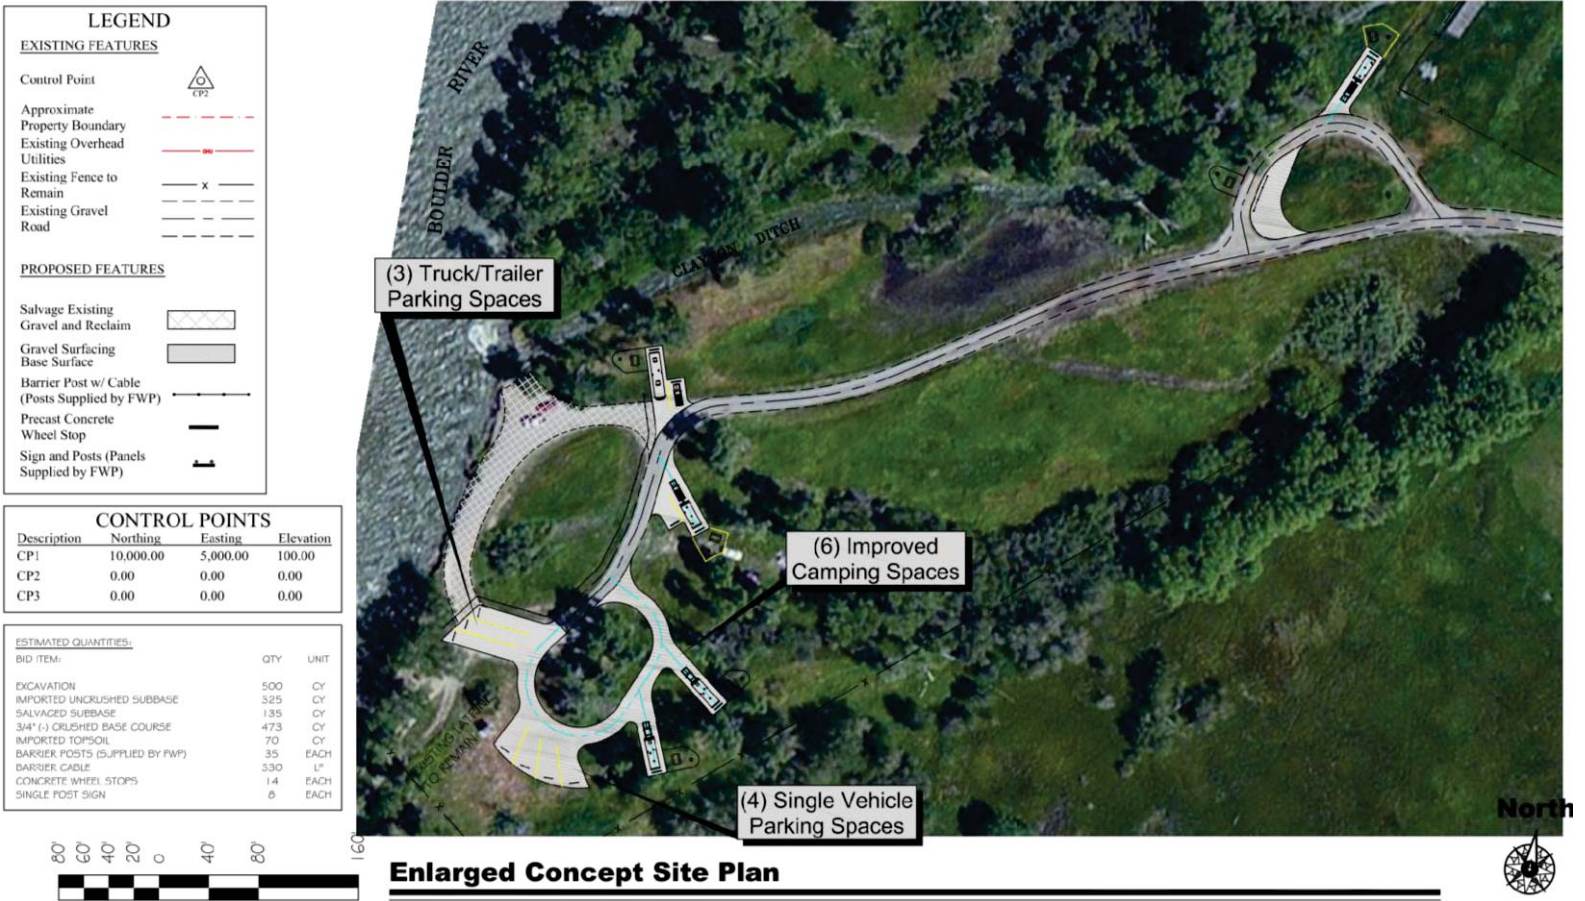 LEGEND
EXISTING FEATURES
Control Point
CP2
Approximate
Property Boundary
Existing Overhead
Utilities
OHU
Existing Fence to
Remain
X
Existing Gravel
Road
PROPOSED FEATURES
Salvage Existing
Gravel and Reclaim
Gravel Surfacing
Base Surface
Barrier Post w/ Cable
(Posts Supplied by FWP)
Precast Concrete
Wheel Stop
Sign and Posts (Panels
Supplied by FWP)
CONTROL POINTS
Description Northing Easting Elevation
CP1 10,000.00 5,000.00 100.00
CP2 0.00 0.00 0.00
CP3 0.00 0.00 0.00
ESTIMATED QUANTITIES:
BID ITEM: QTY UNIT
EXCAVATION 500 CY
IMPORTED UNCRUSHED SUBBASE 325 CY
SALVAGED SUBBASE 135 CY
3/4" (-) CRUSHED BASE COURSE 473 CY
IMPORTED TOPSOIL 70 CY
BARRIER POSTS (SUPPLIED BY FWP) 35 EACH
BARRIER CABLE 330 LF
CONCRETE WHEEL STOPS 14 EACH
SINGLE POST SIGN 8 EACH
80' 60' 40' 20' 0 40' 80' 160'
BOULDER RIVER
CLAYTON DITCH
(3) Truck/Trailer
Parking Spaces
(6) Improved
Camping Spaces
(4) Single Vehicle
Parking Spaces
TO REMAIN
North
Enlarged Concept Site Plan